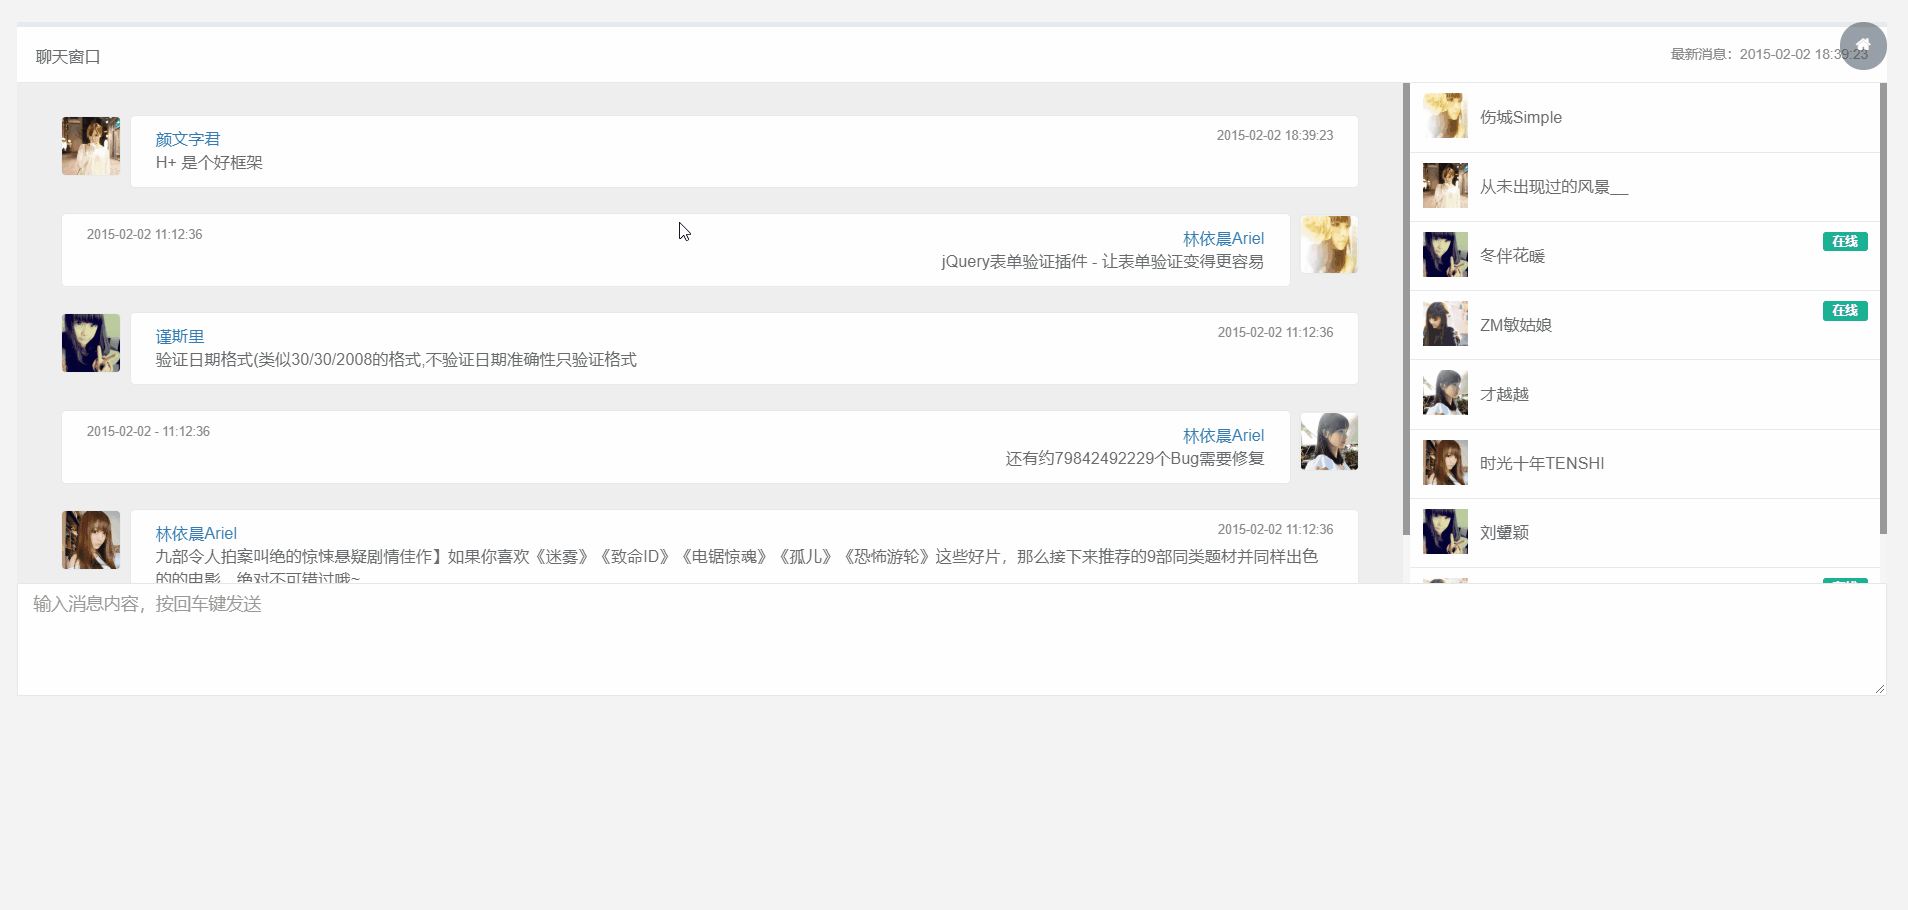 聊天窗口
最新消息：2015-02-02 18:39:23
颜文字君
2015-02-02 18:39:23
H+ 是个好框架
2015-02-02 11:12:36
林依晨Ariel
jQuery表单验证插件 - 让表单验证变得更容易
谨斯里
2015-02-02 11:12:36
验证日期格式(类似30/30/2008的格式,不验证日期准确性只验证格式
2015-02-02 - 11:12:36
林依晨Ariel
还有约79842492229个Bug需要修复
林依晨Ariel
2015-02-02 11:12:36
九部令人拍案叫绝的惊悚悬疑剧情佳作】如果你喜欢《迷雾》《致命ID》《电锯惊魂》《孤儿》《恐怖游轮》这些好片，那么接下来推荐的9部同类题材并同样出色
的的电影，绝对不可错过哦~
伤城Simple
从未出现过的风景__
冬伴花暖
在线
ZM敏姑娘
在线
才越越
时光十年TENSHI
刘顰颖
在线
输入消息内容，按回车键发送